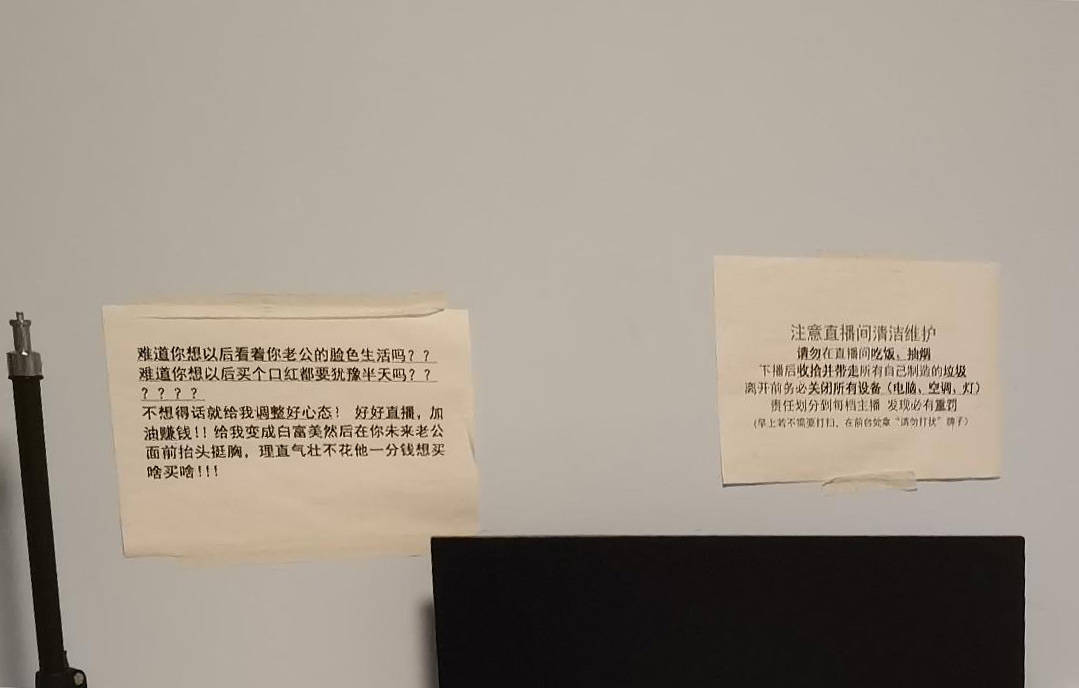 难道你想以后看着你老公的脸色生活吗？？
难道你想以后买个口红都要犹豫半天吗？？
？？？？
不想得话就给我调整好心态！ 好好直播，加
油赚钱！！给我变成白富美然后在你未来老公
面前抬头挺胸，理直气壮不花他一分钱想买
啥买啥！！！
注意直播间清洁维护
请勿在直播间吃饭、抽烟
下播后收拾并带走所有自己制造的垃圾
离开前务必关闭所有设备（电脑、空调、灯）
责任划分到每档主播 发现必有重罚
（早上若不需要打扫，在前台处拿“请勿打扰”牌子）